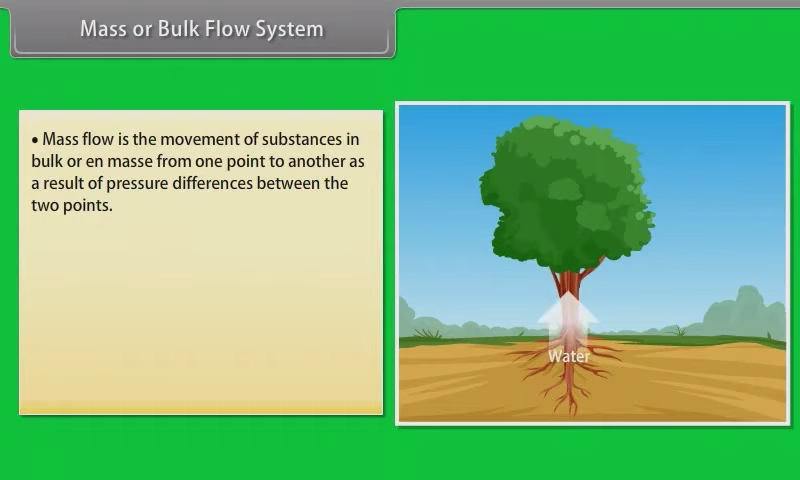 Mass or Bulk Flow System
• Mass flow is the movement of substances in
bulk or en masse from one point to another as
a result of pressure differences between the
two points.
Water